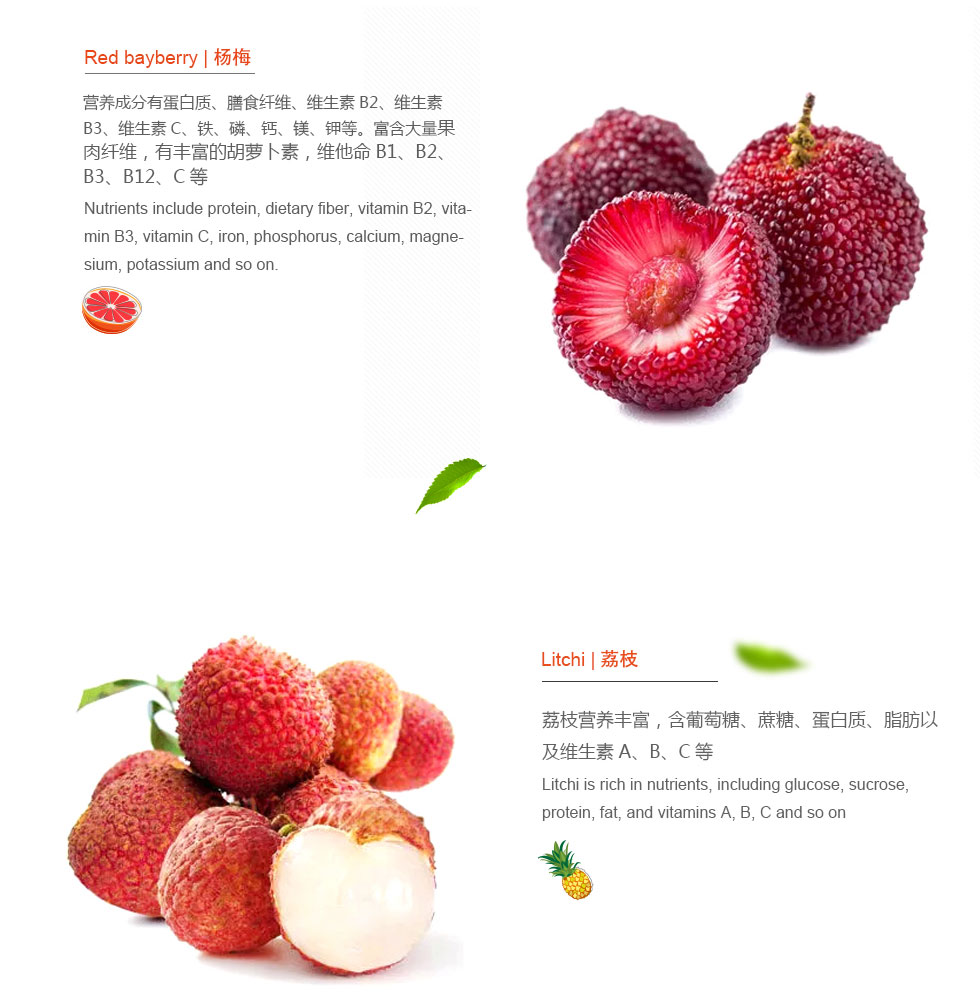 Red bayberry | 杨梅
营养成分有蛋白质、膳食纤维、维生素 B2、维生素
B3、维生素 C、铁、磷、钙、镁、钾等。富含大量果
肉纤维，有丰富的胡萝卜素，维他命 B1、B2、
B3、B12、C 等
Nutrients include protein, dietary fiber, vitamin B2, vita-
min B3, vitamin C, iron, phosphorus, calcium, magne-
sium, potassium and so on.
Litchi | 荔枝
荔枝营养丰富，含葡萄糖、蔗糖、蛋白质、脂肪以
及维生素 A、B、C 等
Litchi is rich in nutrients, including glucose, sucrose,
protein, fat, and vitamins A, B, C and so on